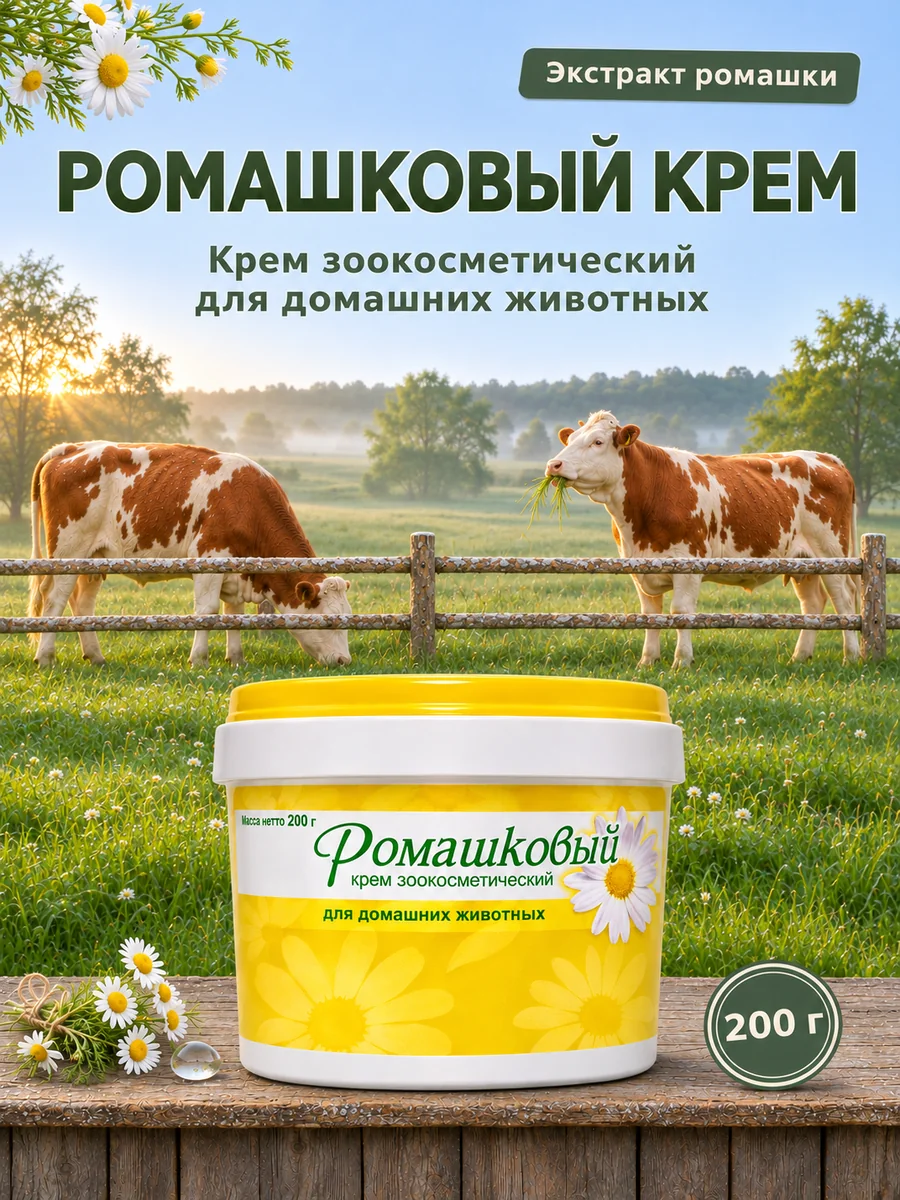 Экстракт ромашки
РОМАШКОВЫЙ КРЕМ
Крем зоокосметический
для домашних животных
Масса нетто 200 г
Ромашковый
крем зоокосметический
для домашних животных
200 г